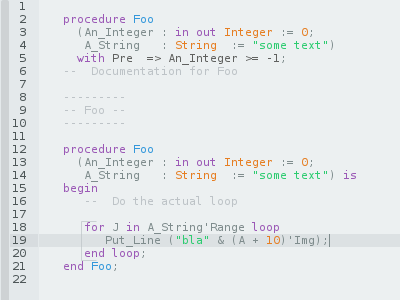 1
2 procedure Foo
3 (An_Integer : in out Integer := 0;
4 A_String : String := "some text")
5 with Pre => An_Integer >= -1;
6 -- Documentation for Foo
7
8 ---------
9 -- Foo --
10 ---------
11
12 procedure Foo
13 (An_Integer : in out Integer := 0;
14 A_String : String := "some text") is
15 begin
16 -- Do the actual loop
17
18 for J in A_String'Range loop
19 Put_Line ("bla" & (A + 10)'Img);
20 end loop;
21 end Foo;
22